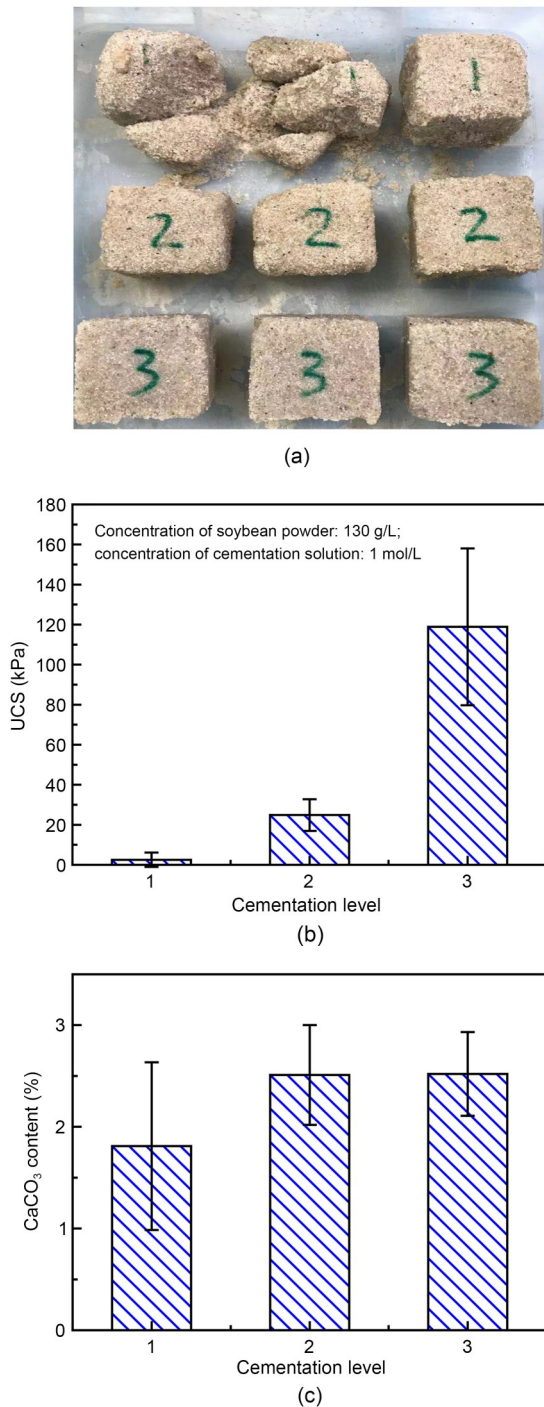 1 1 1
2 2 2
3 3 3
(a)
180
160
140
120
100
80
60
40
20
0
UCS (kPa)
Concentration of soybean powder: 130 g/L;
concentration of cementation solution: 1 mol/L
1 2 3
Cementation level
(b)
3
2
1
0
CaCO₃ content (%)
1 2 3
Cementation level
(c)